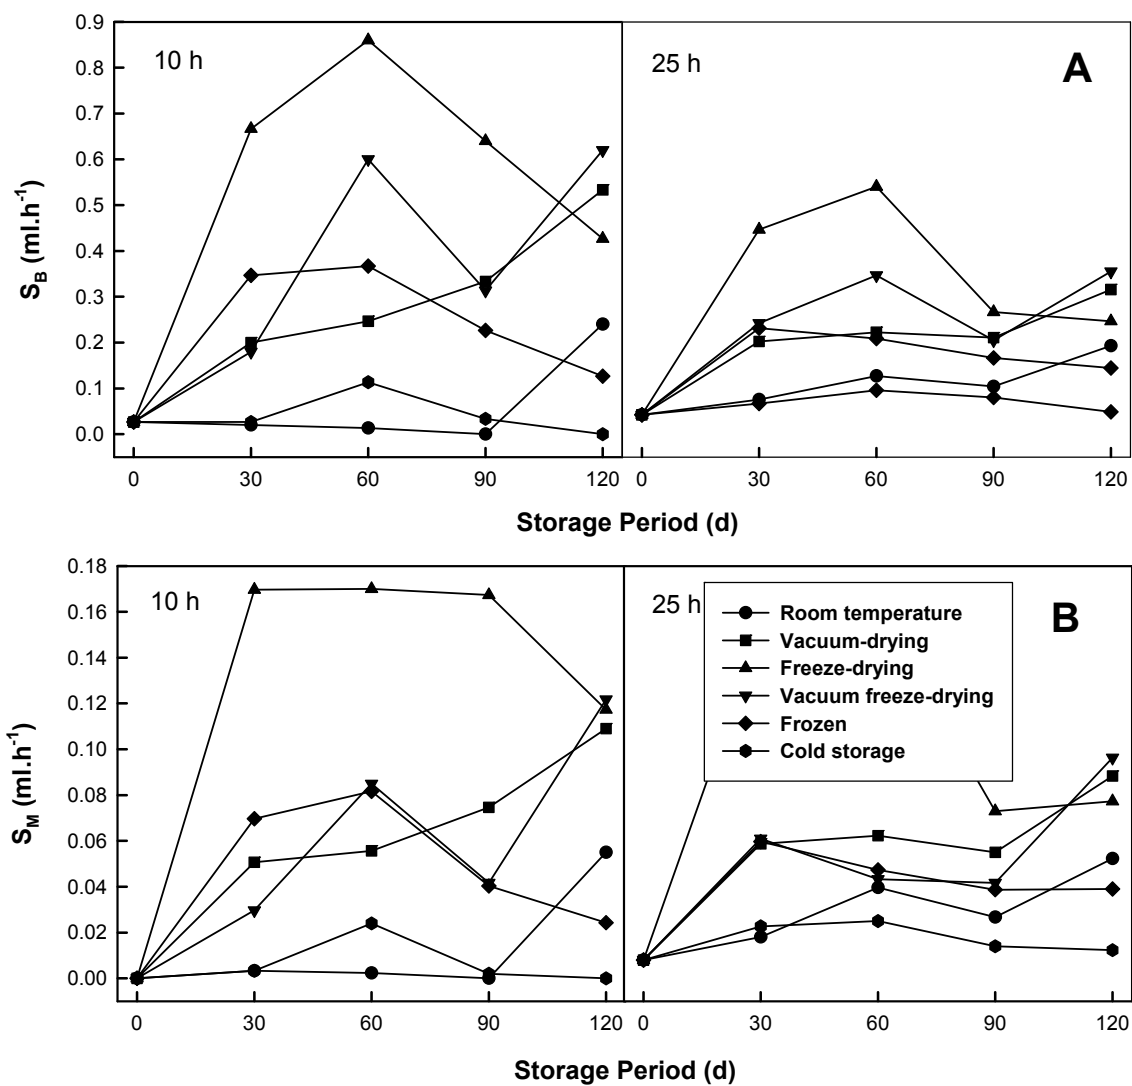 10 h
25 h
A
S_B (ml.h⁻¹)
0.9
0.8
0.7
0.6
0.5
0.4
0.3
0.2
0.1
0.0
0 30 60 90 120 0 30 60 90 120
Storage Period (d)
10 h
25 h
B
S_M (ml.h⁻¹)
0.18
0.16
0.14
0.12
0.10
0.08
0.06
0.04
0.02
0.00
Room temperature
Vacuum-drying
Freeze-drying
Vacuum freeze-drying
Frozen
Cold storage
0 30 60 90 120 0 30 60 90 120
Storage Period (d)